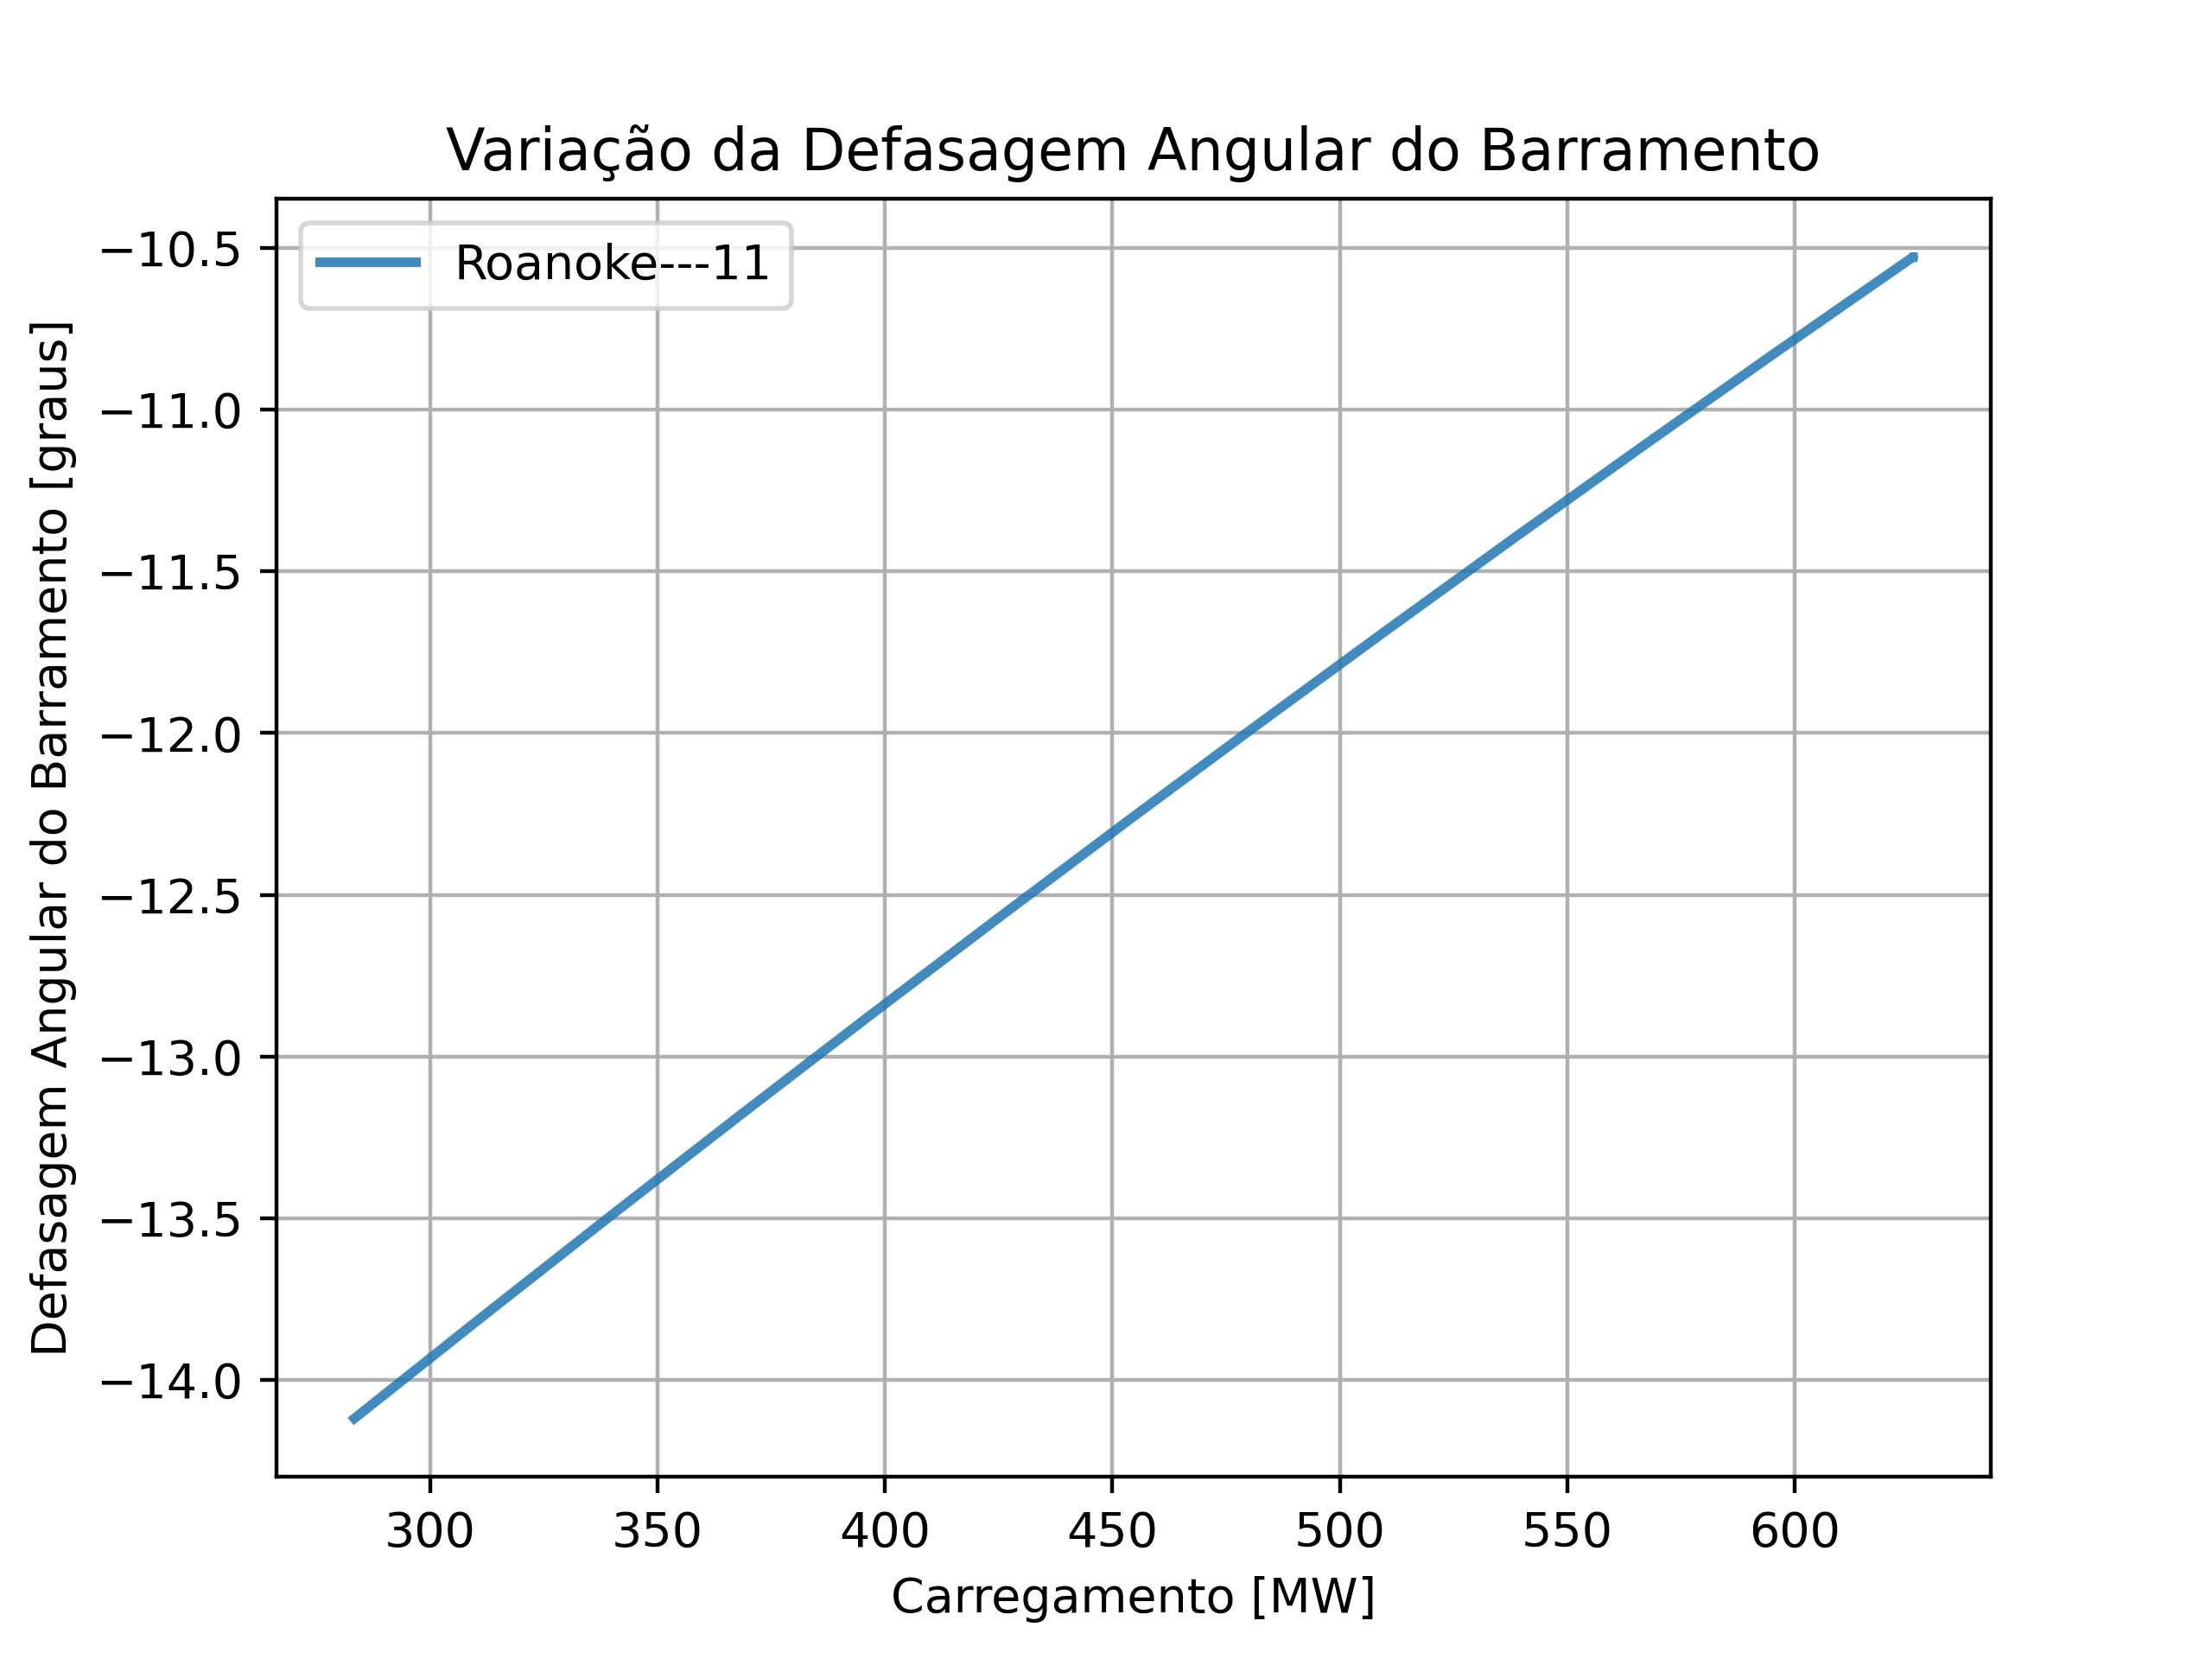 Variação da Defasagem Angular do Barramento
Roanoke---11
Defasagem Angular do Barramento [graus]
−10.5
−11.0
−11.5
−12.0
−12.5
−13.0
−13.5
−14.0
300 350 400 450 500 550 600
Carregamento [MW]